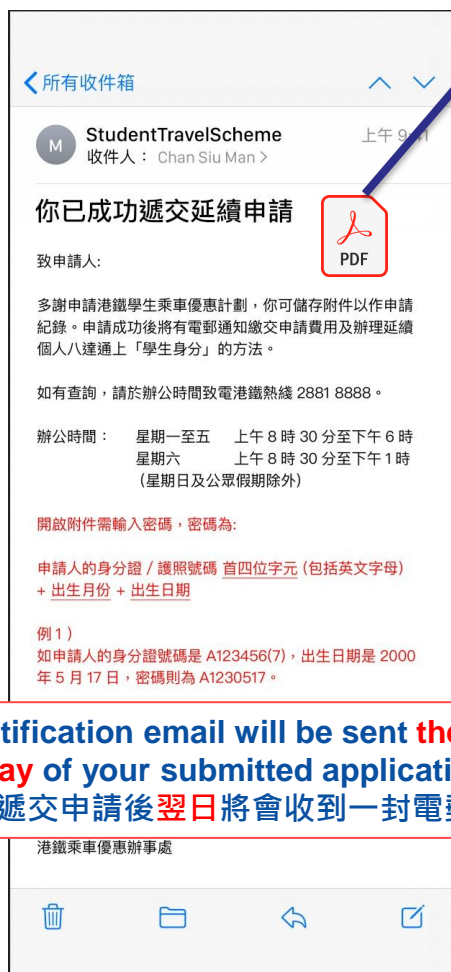 所有收件箱
M
StudentTravelScheme
上午 9:41
收件人： Chan Siu Man >
你已成功遞交延續申請
PDF
致申請人:
多謝申請港鐵學生乘車優惠計劃，你可儲存附件以作申請
紀錄。申請成功後將有電郵通知繳交申請費用及辦理延續
個人八達通上「學生身分」的方法。
如有查詢，請於辦公時間致電港鐵熱綫 2881 8888。
辦公時間： 星期一至五 上午 8 時 30 分至下午 6 時
星期六 上午 8 時 30 分至下午 1 時
(星期日及公眾假期除外)
開啟附件需輸入密碼，密碼為:
申請人的身分證 / 護照號碼 首四位字元 (包括英文字母)
+ 出生月份 + 出生日期
例 1 )
如申請人的身分證號碼是 A123456(7)，出生日期是 2000
年 5 月 17 日，密碼則為 A1230517。
tification email will be sent the
ay of your submitted applicati
遞交申請後翌日將會收到一封電郵
港鐵乘車優惠辦事處